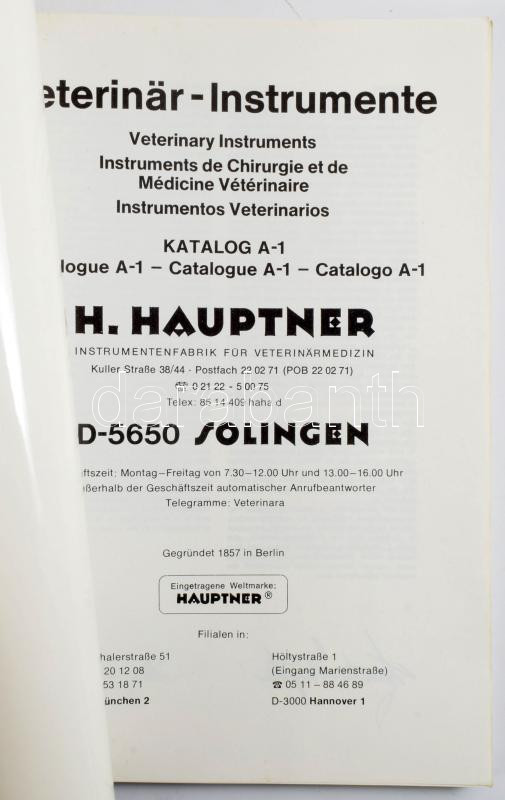 eterinär - Instrumente
Veterinary Instruments
Instruments de Chirurgie et de
Médicine Vétérinaire
Instrumentos Veterinarios
KATALOG A-1
logue A-1 – Catalogue A-1 – Catalogo A-1
H. HAUPTNER
INSTRUMENTENFABRIK FÜR VETERINÄRMEDIZIN
Kuller Straße 38/44 · Postfach 22 02 71 (POB 22 02 71)
☎ 0 21 22 - 5 00 75
Telex: 85 14 409 haha d
darabanth
D-5650 SOLINGEN
äftszeit; Montag–Freitag von 7.30–12.00 Uhr und 13.00–16.00 Uhr
ußerhalb der Geschäftszeit automatischer Anrufbeantworter
Telegramme: Veterinara
Gegründet 1857 in Berlin
Eingetragene Weltmarke:
HAUPTNER®
Filialen in:
halerstraße 51
20 12 08
53 18 71
ünchen 2
Höltystraße 1
(Eingang Marienstraße)
☎ 05 11 – 88 46 89
D-3000 Hannover 1